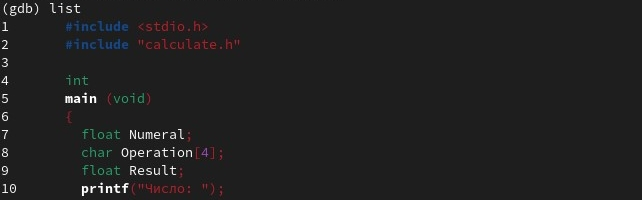 (gdb) list
1       #include <stdio.h>
2       #include "calculate.h"
3
4       int
5       main (void)
6       {
7         float Numeral;
8         char Operation[4];
9         float Result;
10        printf("Число: ");